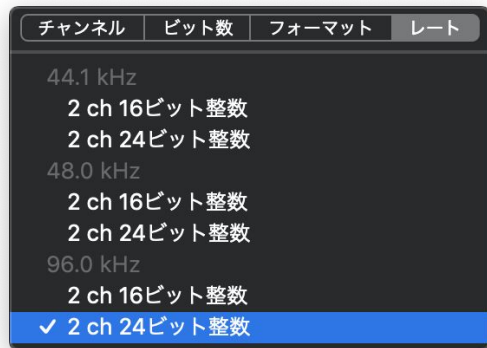 チャンネル ビット数 フォーマット レート
44.1 kHz
2 ch 16ビット整数
2 ch 24ビット整数
48.0 kHz
2 ch 16ビット整数
2 ch 24ビット整数
96.0 kHz
2 ch 16ビット整数
✓ 2 ch 24ビット整数